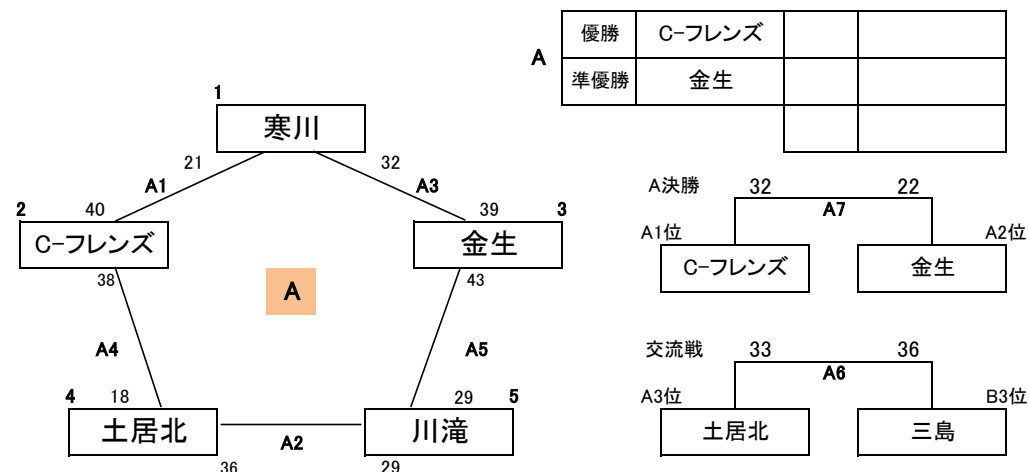 優勝 C-フレンズ
A
準優勝 金生
1
寒川
21 32
A1 A3
2 40 39 3
C-フレンズ 金生
38 43
A
A4 A5
4 18 29 5
土居北 川滝
A2
36 29
A決勝 32 22
A7
A1位 A2位
C-フレンズ 金生
交流戦 33 36
A6
A3位 B3位
土居北 三島